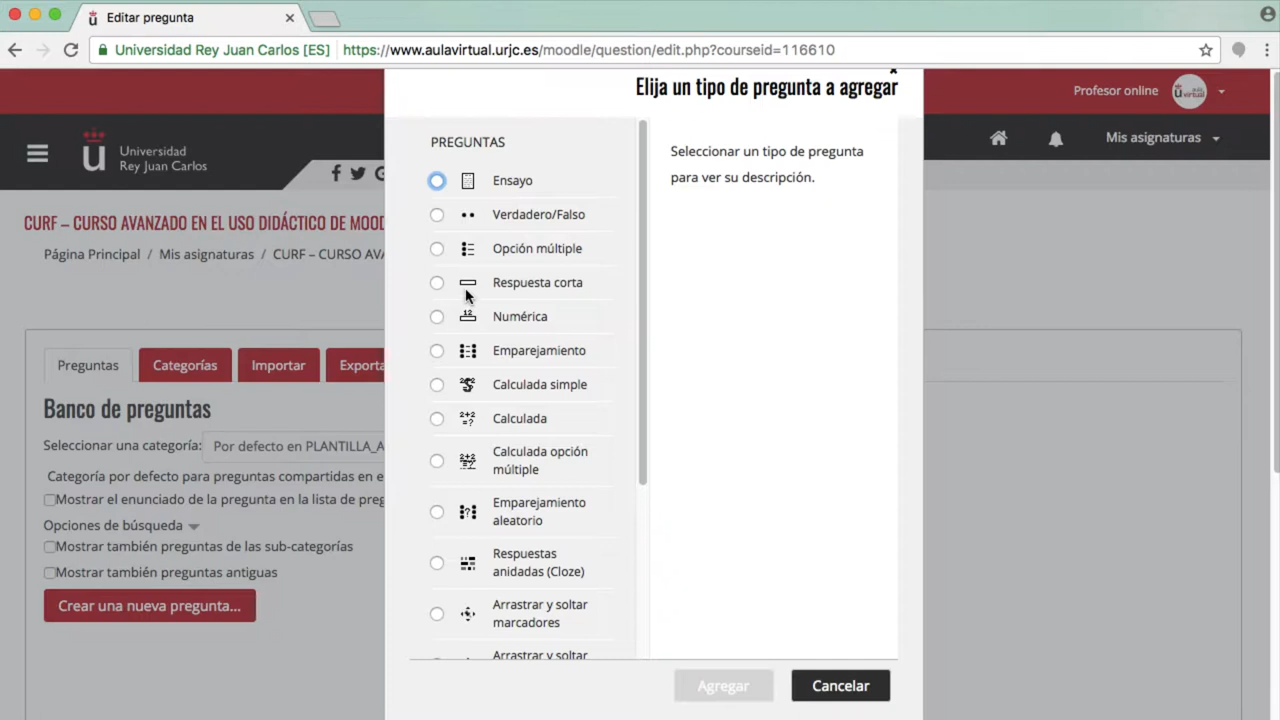 Editar pregunta
Universidad Rey Juan Carlos [ES]
https://www.aulavirtual.urjc.es/moodle/question/edit.php?courseid=116610
Elija un tipo de pregunta a agregar
Profesor online
Universidad
Rey Juan Carlos
Mis asignaturas
CURF – CURSO AVANZADO EN EL USO DIDÁCTICO DE MOOD
Página Principal / Mis asignaturas / CURF – CURSO
Preguntas
Categorías
Importar
Exporta
Banco de preguntas
Seleccionar una categoría:
Por defecto en PLANTILLA_A
Categoría por defecto para preguntas compartidas en e
Mostrar el enunciado de la pregunta en la lista de preg
Opciones de búsqueda
Mostrar también preguntas de las sub-categorías
Mostrar también preguntas antiguas
Crear una nueva pregunta...
PREGUNTAS
Ensayo
Verdadero/Falso
Opción múltiple
Respuesta corta
Numérica
Emparejamiento
Calculada simple
Calculada
Calculada opción
múltiple
Emparejamiento
aleatorio
Respuestas
anidadas (Cloze)
Arrastrar y soltar
marcadores
Arrastrar y soltar
Seleccionar un tipo de pregunta
para ver su descripción.
Agregar
Cancelar